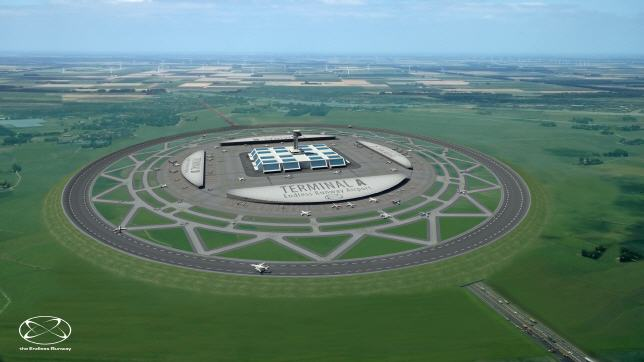 TERMINAL A
Endless Runway Airport
the Endless Runway